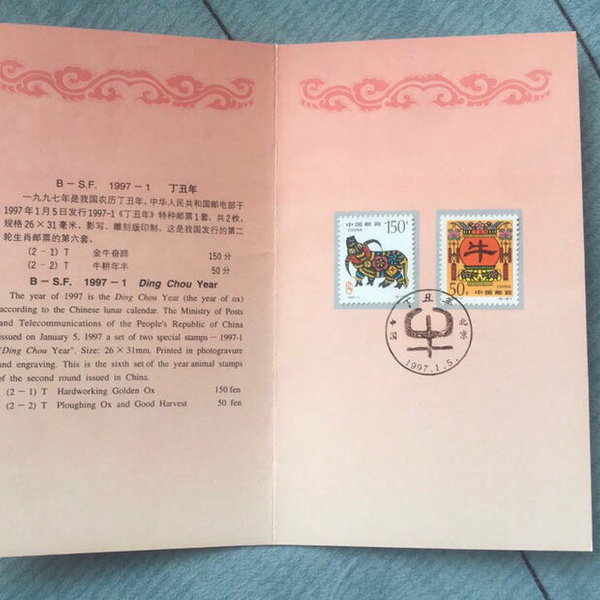 B－S.F. 1997－1 丁丑年
一九九七年是我国农历丁丑年,中华人民共和国邮电部于
1997年1月5日发行1997-1《丁丑年》特种邮票1套,共2枚,
规格26×31毫米。影写、雕刻版印制,这是我国发行的第二
轮生肖邮票的第六套。
(2－1) T 金牛奋蹄 150分
(2－2) T 牛耕年丰 50分
B－S.F. 1997－1 Ding Chou Year
The year of 1997 is the Ding Chou Year (the year of ox)
according to the Chinese lunar calendar. The Ministry of Posts
and Telecommunications of the People's Republic of China
issued on January 5, 1997 a set of two special stamps－1997-1
"Ding Chou Year". Size: 26×31mm. Printed in photogravure
and engraving. This is the sixth set of the year animal stamps
of the second round issued in China.
(2－1) T Hardworking Golden Ox 150 fen
(2－2) T Ploughing Ox and Good Harvest 50 fen
中国邮政
CHINA
150分
牛
50分
中国邮政
CHINA
丁丑年 北京
1997.1.5.